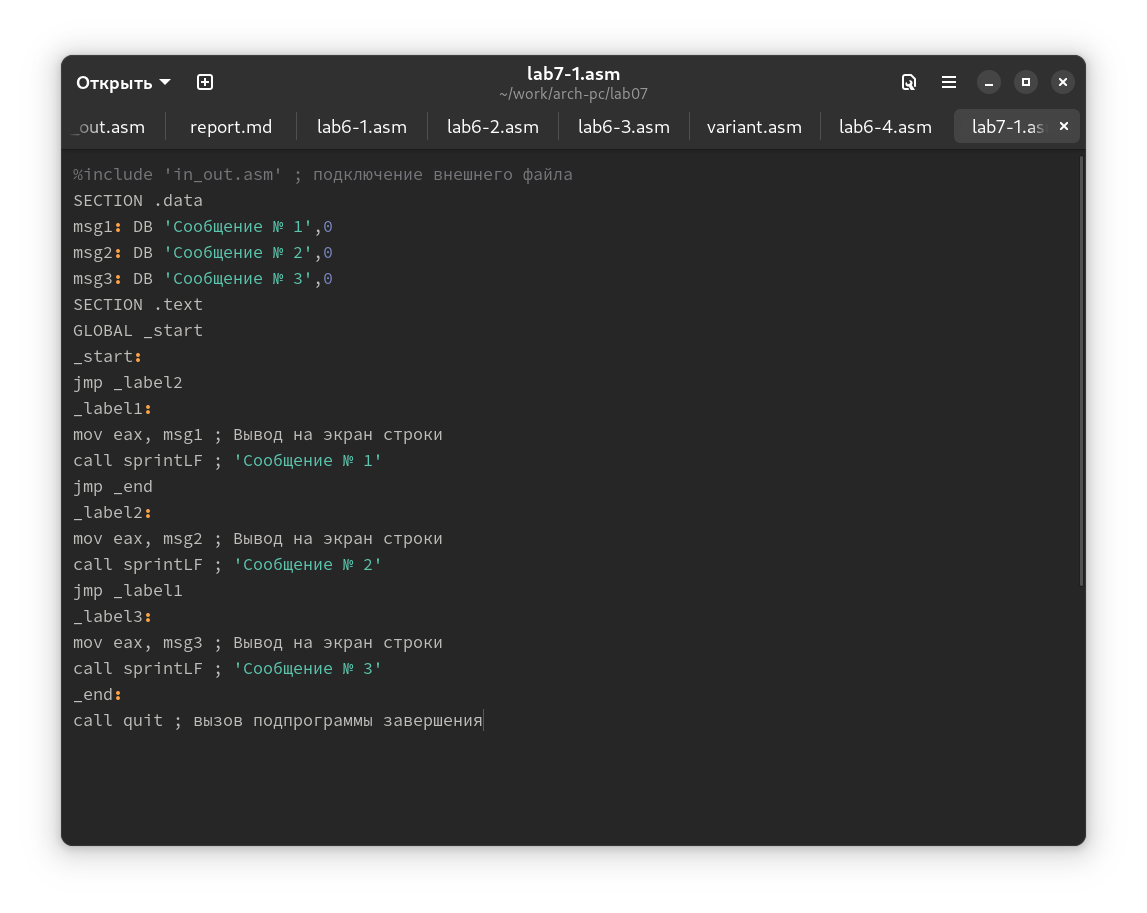 Открыть
lab7-1.asm
~/work/arch-pc/lab07
_out.asm
report.md
lab6-1.asm
lab6-2.asm
lab6-3.asm
variant.asm
lab6-4.asm
lab7-1.as
%include 'in_out.asm' ; подключение внешнего файла
SECTION .data
msg1: DB 'Сообщение № 1',0
msg2: DB 'Сообщение № 2',0
msg3: DB 'Сообщение № 3',0
SECTION .text
GLOBAL _start
_start:
jmp _label2
_label1:
mov eax, msg1 ; Вывод на экран строки
call sprintLF ; 'Сообщение № 1'
jmp _end
_label2:
mov eax, msg2 ; Вывод на экран строки
call sprintLF ; 'Сообщение № 2'
jmp _label1
_label3:
mov eax, msg3 ; Вывод на экран строки
call sprintLF ; 'Сообщение № 3'
_end:
call quit ; вызов подпрограммы завершения